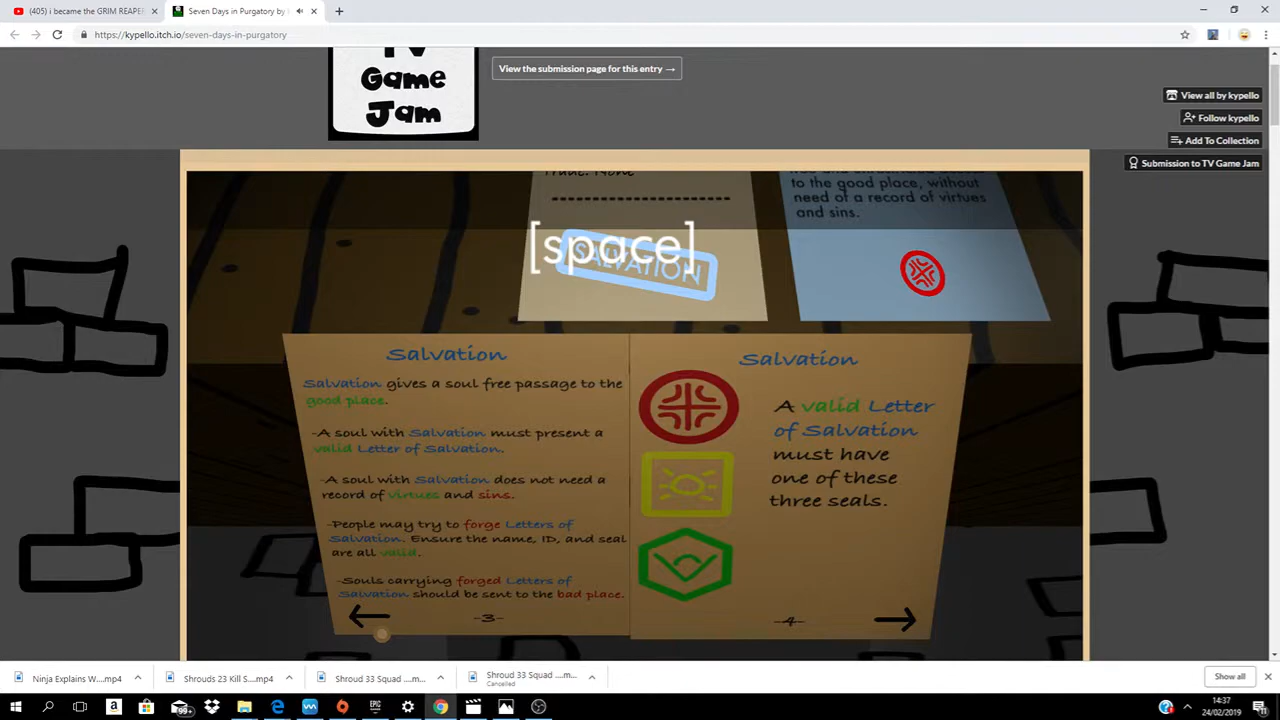 (405) i became the GRIM REAPER
Seven Days in Purgatory by
https://kypello.itch.io/seven-days-in-purgatory
TV
Game
Jam
View the submission page for this entry →
View all by kypello
Follow kypello
Add To Collection
Submission to TV Game Jam
Trade: None
to the good place, without
need of a record of virtues
and sins.
[space]
SALVATION
Salvation
Salvation gives a soul free passage to the
good place.
-A soul with Salvation must present a
valid Letter of Salvation.
-A soul with Salvation does not need a
record of virtues and sins.
-People may try to forge Letters of
Salvation. Ensure the name, ID, and seal
are all valid.
-Souls carrying forged Letters of
Salvation should be sent to the bad place.
-3-
Salvation
A valid Letter
of Salvation
must have
one of these
three seals.
-4-
Ninja Explains W....mp4
Shrouds 23 Kill S....mp4
Shroud 33 Squad ....mp4
Shroud 33 Squad ....m...
Cancelled
Show all
99+
EPIC
14:37
24/02/2019